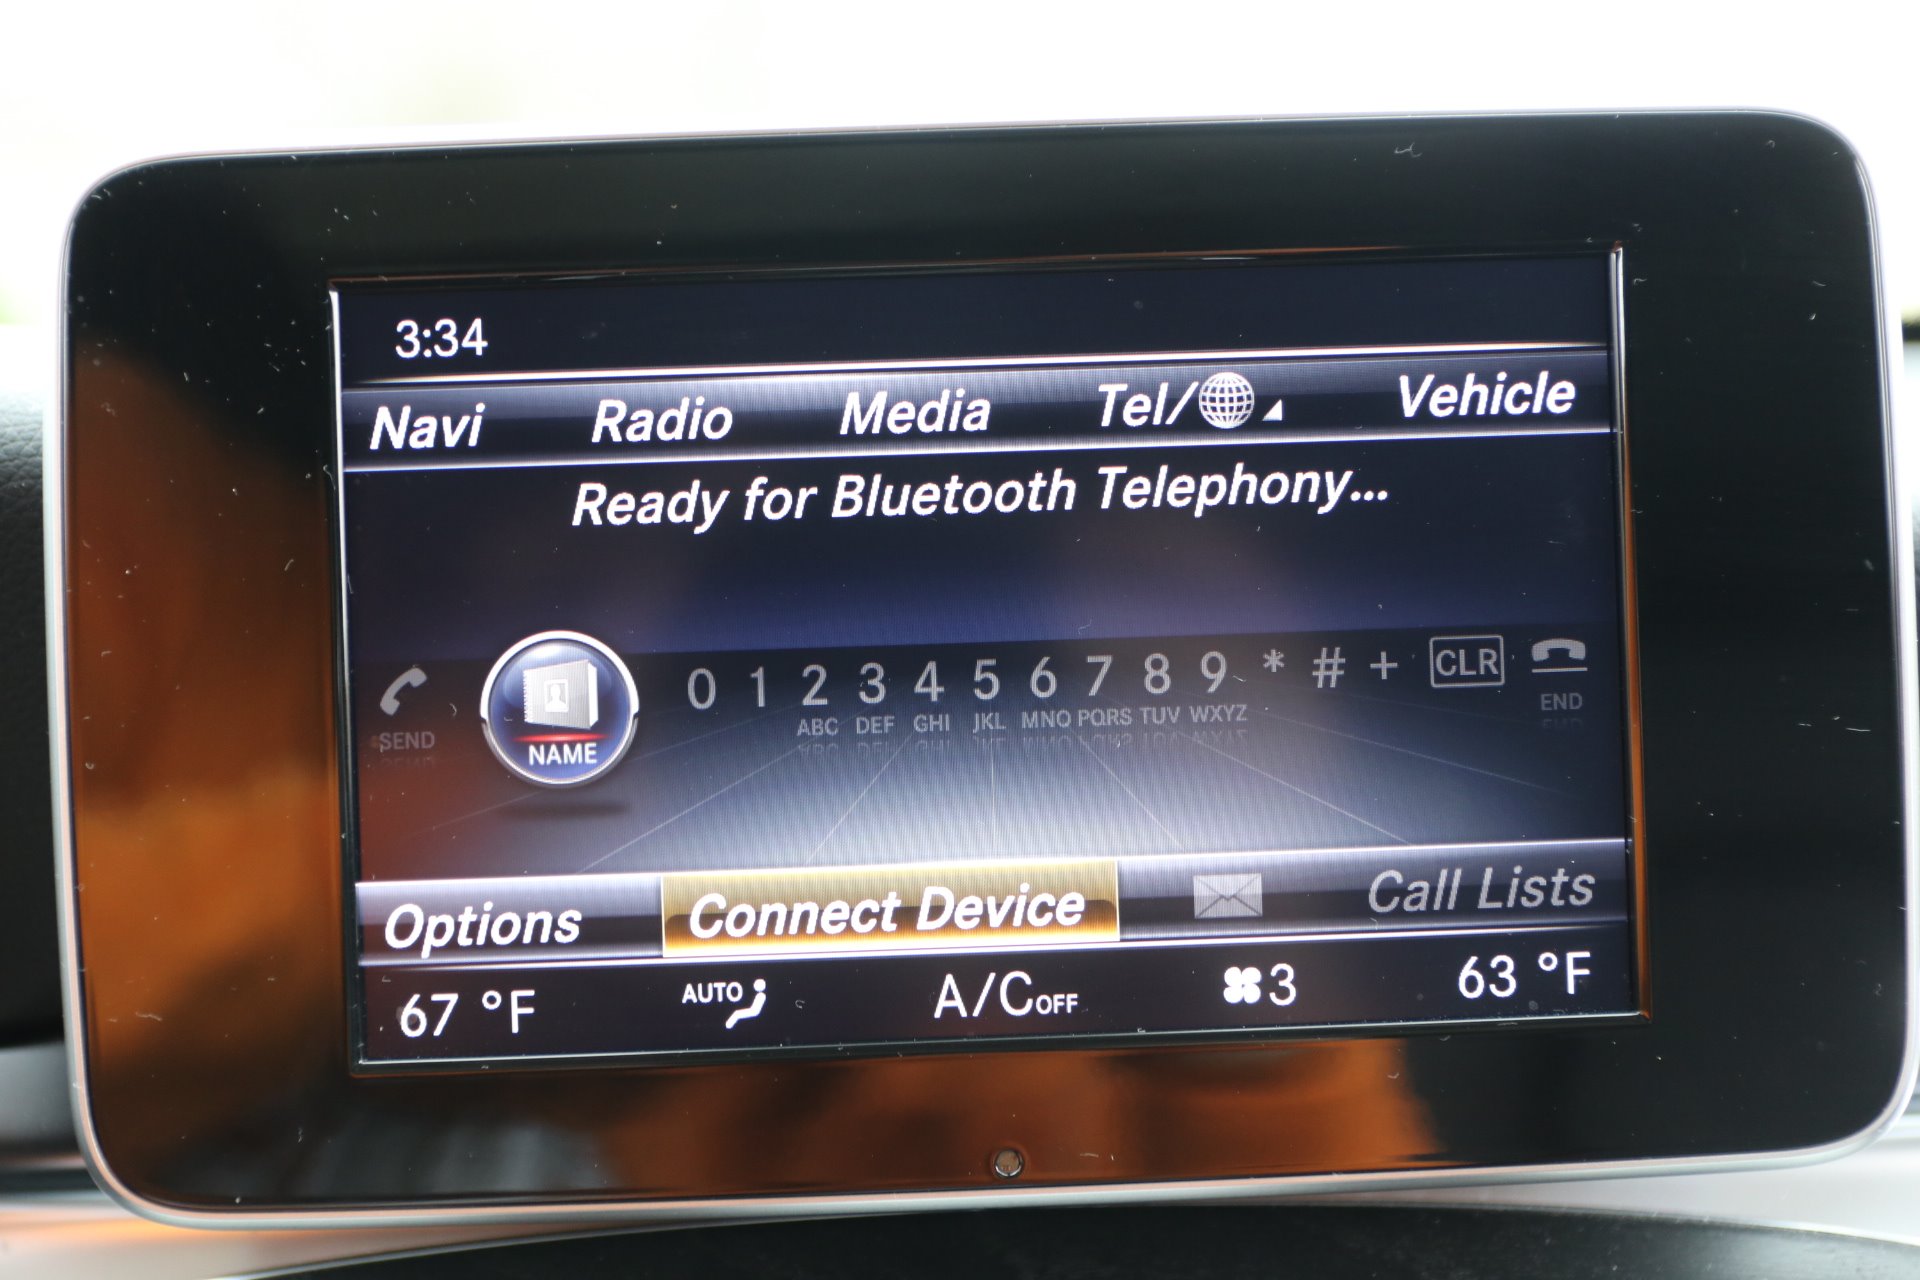 3:34
Navi Radio Media Tel/ Vehicle
Ready for Bluetooth Telephony...
0 1 2 3 4 5 6 7 8 9 * # + CLR
SEND NAME ABC DEF GHI JKL MNO PQRS TUV WXYZ END
Options Connect Device Call Lists
67 °F AUTO A/C OFF 3 63 °F